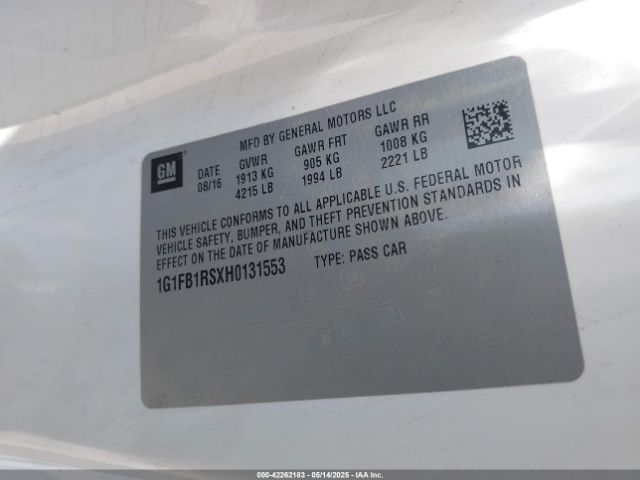 MFD BY GENERAL MOTORS LLC
GM
DATE GVWR GAWR FRT GAWR RR
08/16 1913 KG 905 KG 1008 KG
4215 LB 1994 LB 2221 LB
THIS VEHICLE CONFORMS TO ALL APPLICABLE U.S. FEDERAL MOTOR
VEHICLE SAFETY, BUMPER, AND THEFT PREVENTION STANDARDS IN
EFFECT ON THE DATE OF MANUFACTURE SHOWN ABOVE.
1G1FB1RSXH0131553 TYPE: PASS CAR
000-42262183 - 05/14/2025 - IAAI.com